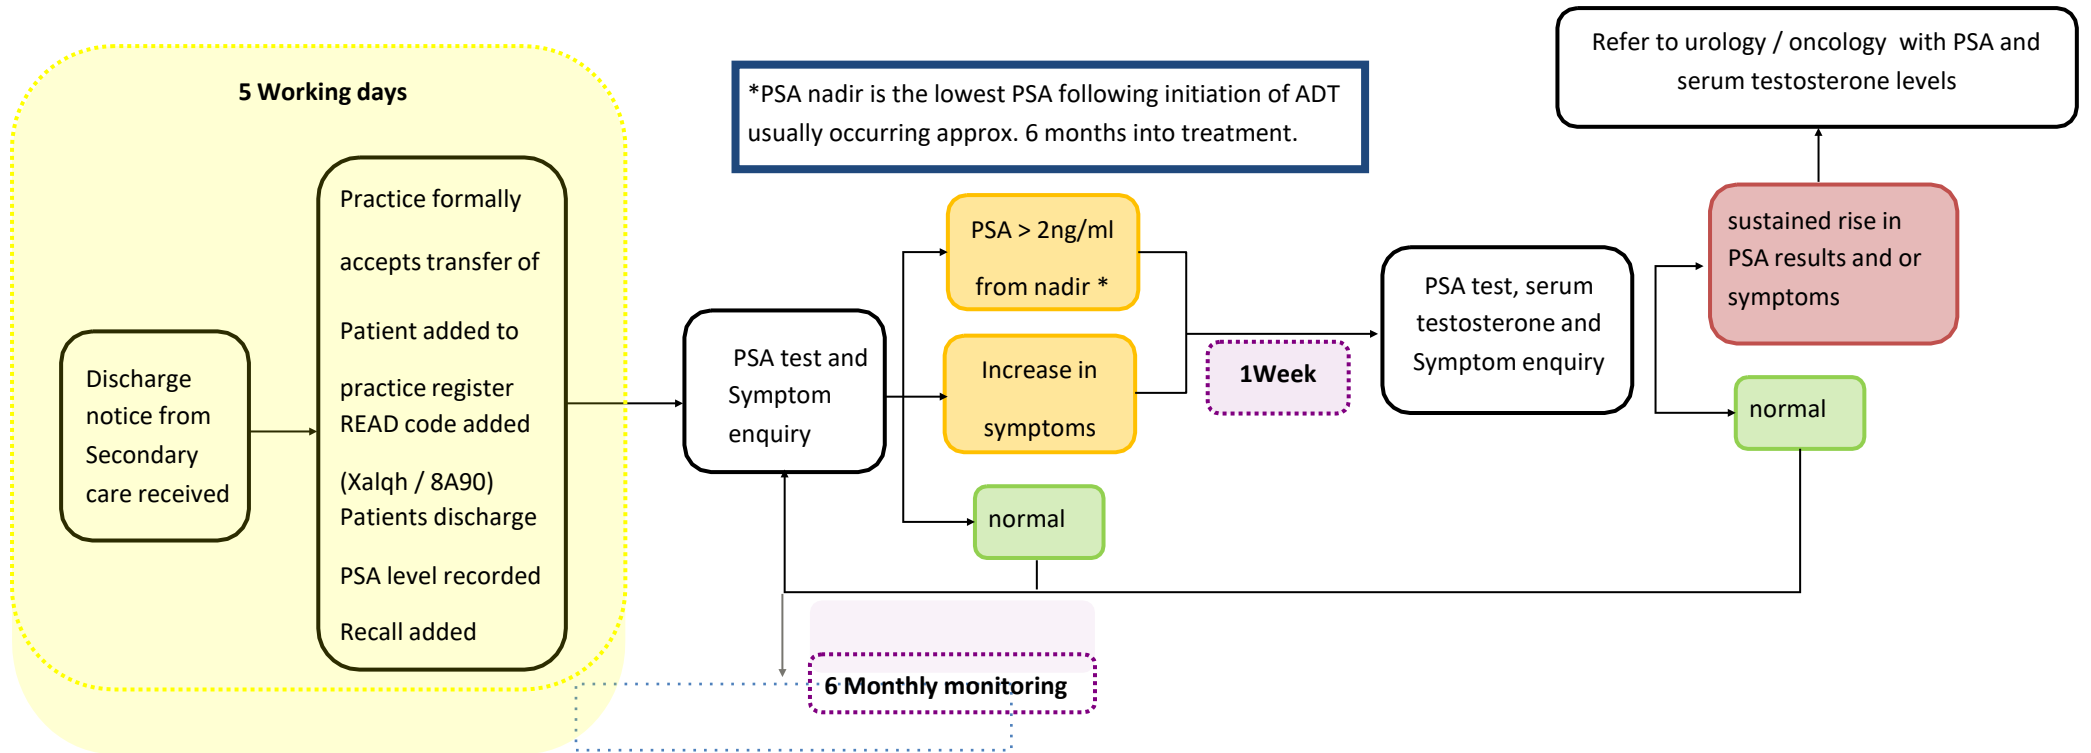 5 Working days
Discharge
notice from
Secondary
care received
Practice formally
accepts transfer of
Patient added to
practice register
READ code added
(Xalqh / 8A90)
Patients discharge
PSA level recorded
Recall added
*PSA nadir is the lowest PSA following initiation of ADT
usually occurring approx. 6 months into treatment.
PSA test and
Symptom
enquiry
PSA > 2ng/ml
from nadir *
Increase in
symptoms
normal
1Week
PSA test, serum
testosterone and
Symptom enquiry
Refer to urology / oncology with PSA and
serum testosterone levels
sustained rise in
PSA results and or
symptoms
normal
6 Monthly monitoring